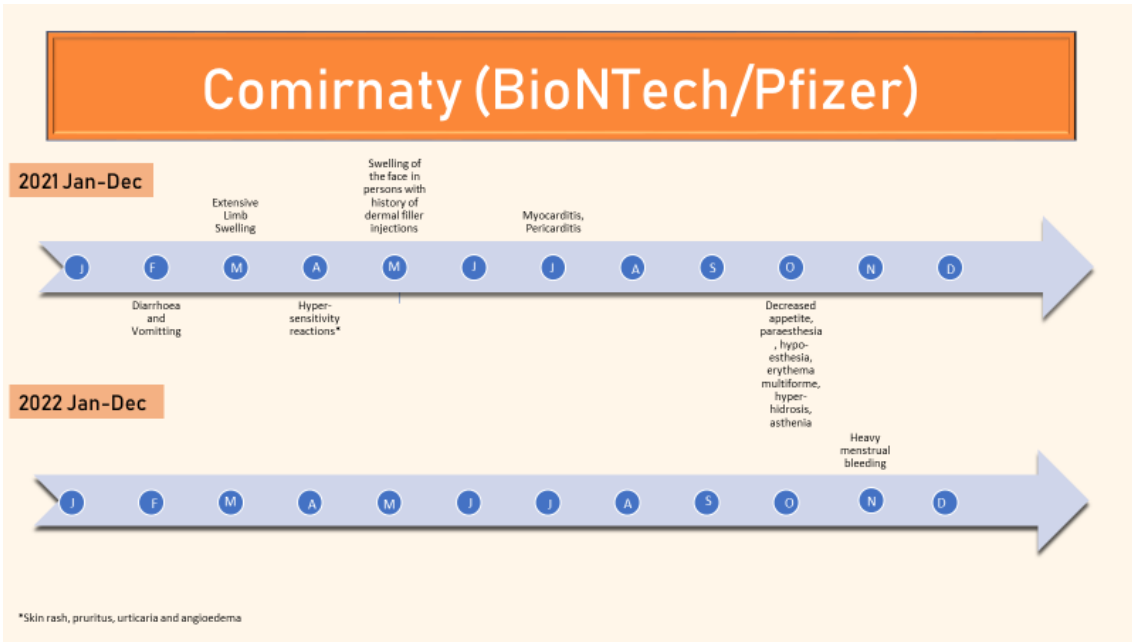 Comirnaty (BioNTech/Pfizer)
2021 Jan-Dec
Extensive
Limb
Swelling
Swelling of
the face in
persons with
history of
dermal filler
injections
Myocarditis,
Pericarditis
J F M A M J J A S O N D
Diarrhoea
and
Vomitting
Hyper-
sensitivity
reactions*
Decreased
appetite,
paraesthesia
, hypo-
esthesia,
erythema
multiforme,
hyper-
hidrosis,
asthenia
2022 Jan-Dec
Heavy
menstrual
bleeding
J F M A M J J A S O N D
*Skin rash, pruritus, urticaria and angioedema